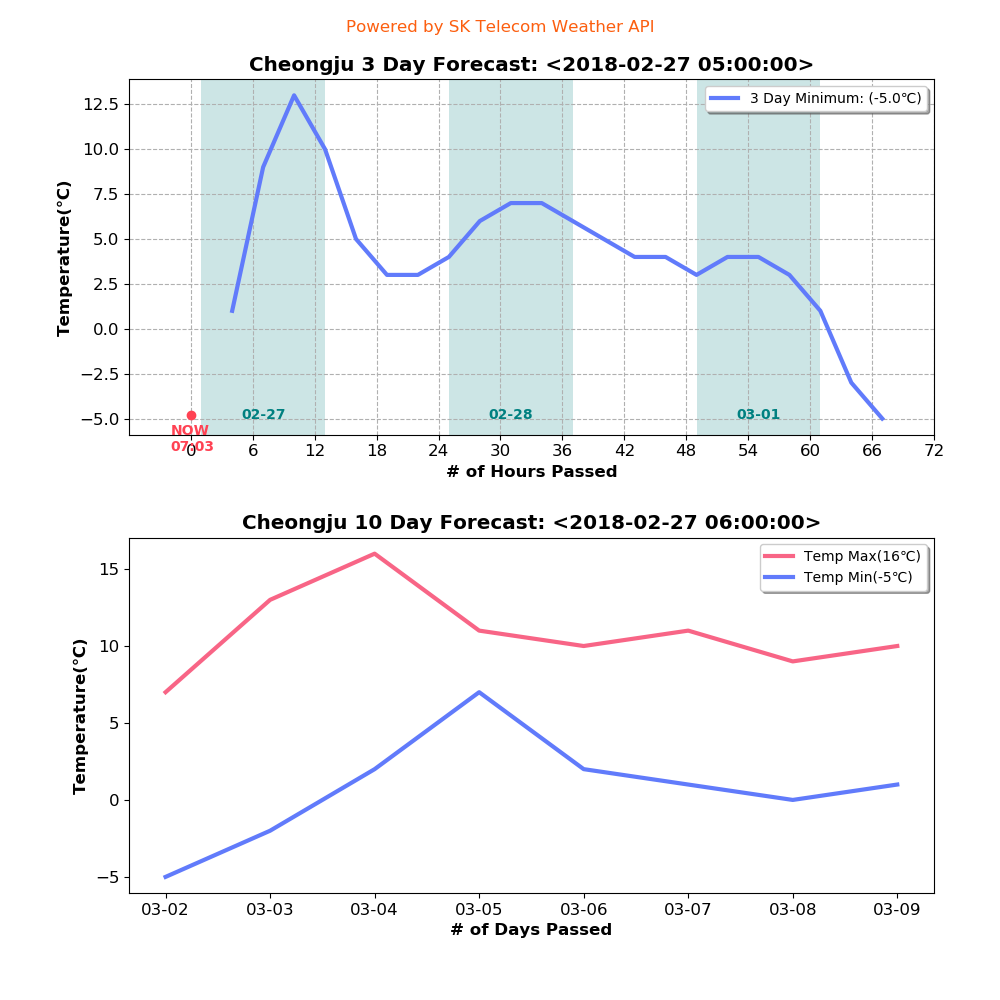 Powered by SK Telecom Weather API
Cheongju 3 Day Forecast: <2018-02-27 05:00:00>
3 Day Minimum: (-5.0℃)
Temperature(℃)
12.5
10.0
7.5
5.0
2.5
0.0
−2.5
−5.0
02-27
02-28
03-01
NOW
07:03
0 6 12 18 24 30 36 42 48 54 60 66 72
# of Hours Passed
Cheongju 10 Day Forecast: <2018-02-27 06:00:00>
Temp Max(16℃)
Temp Min(-5℃)
Temperature(℃)
15
10
5
0
−5
03-02 03-03 03-04 03-05 03-06 03-07 03-08 03-09
# of Days Passed